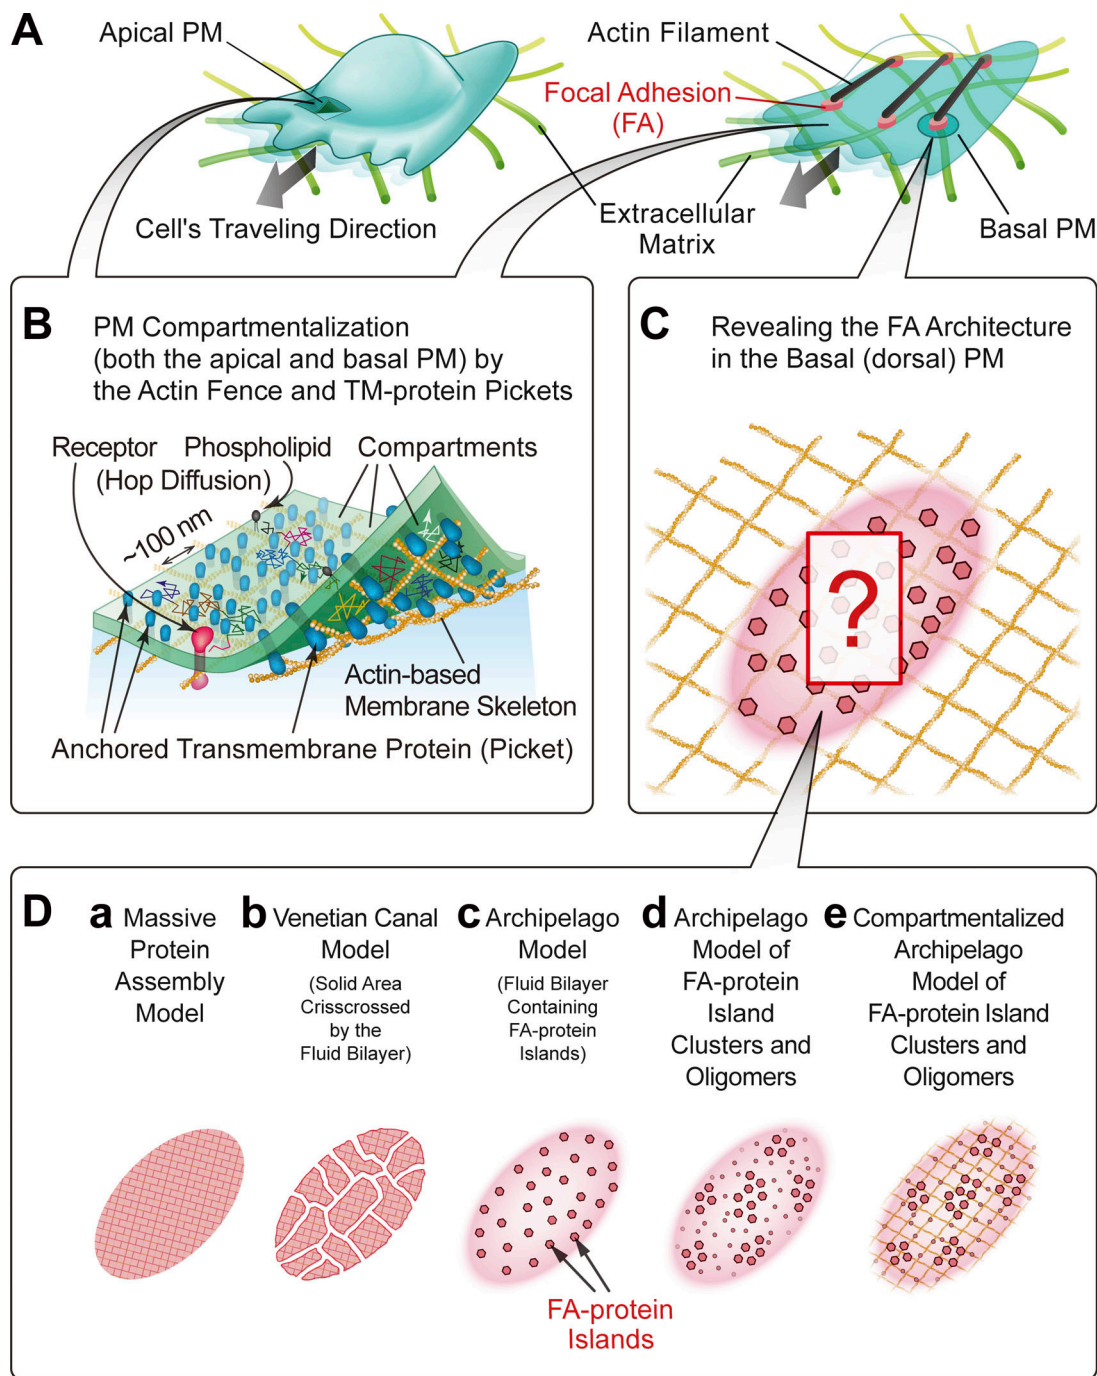 A
Apical PM
Actin Filament
Focal Adhesion
(FA)
Cell's Traveling Direction
Extracellular
Matrix
Basal PM
B
PM Compartmentalization
(both the apical and basal PM) by
the Actin Fence and TM-protein Pickets
Receptor
Phospholipid
Compartments
(Hop Diffusion)
~100 nm
Actin-based
Membrane Skeleton
Anchored Transmembrane Protein (Picket)
C
Revealing the FA Architecture
in the Basal (dorsal) PM
?
D
a Massive
Protein
Assembly
Model
b Venetian Canal
Model
(Solid Area
Crisscrossed
by the
Fluid Bilayer)
c Archipelago
Model
(Fluid Bilayer
Containing
FA-protein
Islands)
d Archipelago
Model of
FA-protein
Island
Clusters and
Oligomers
e Compartmentalized
Archipelago
Model of
FA-protein Island
Clusters and
Oligomers
FA-protein
Islands